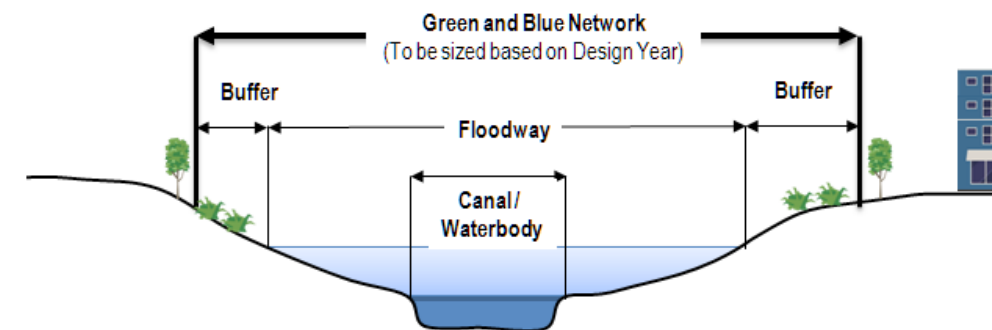 Green and Blue Network
(To be sized based on Design Year)
Buffer
Buffer
Floodway
Canal/
Waterbody